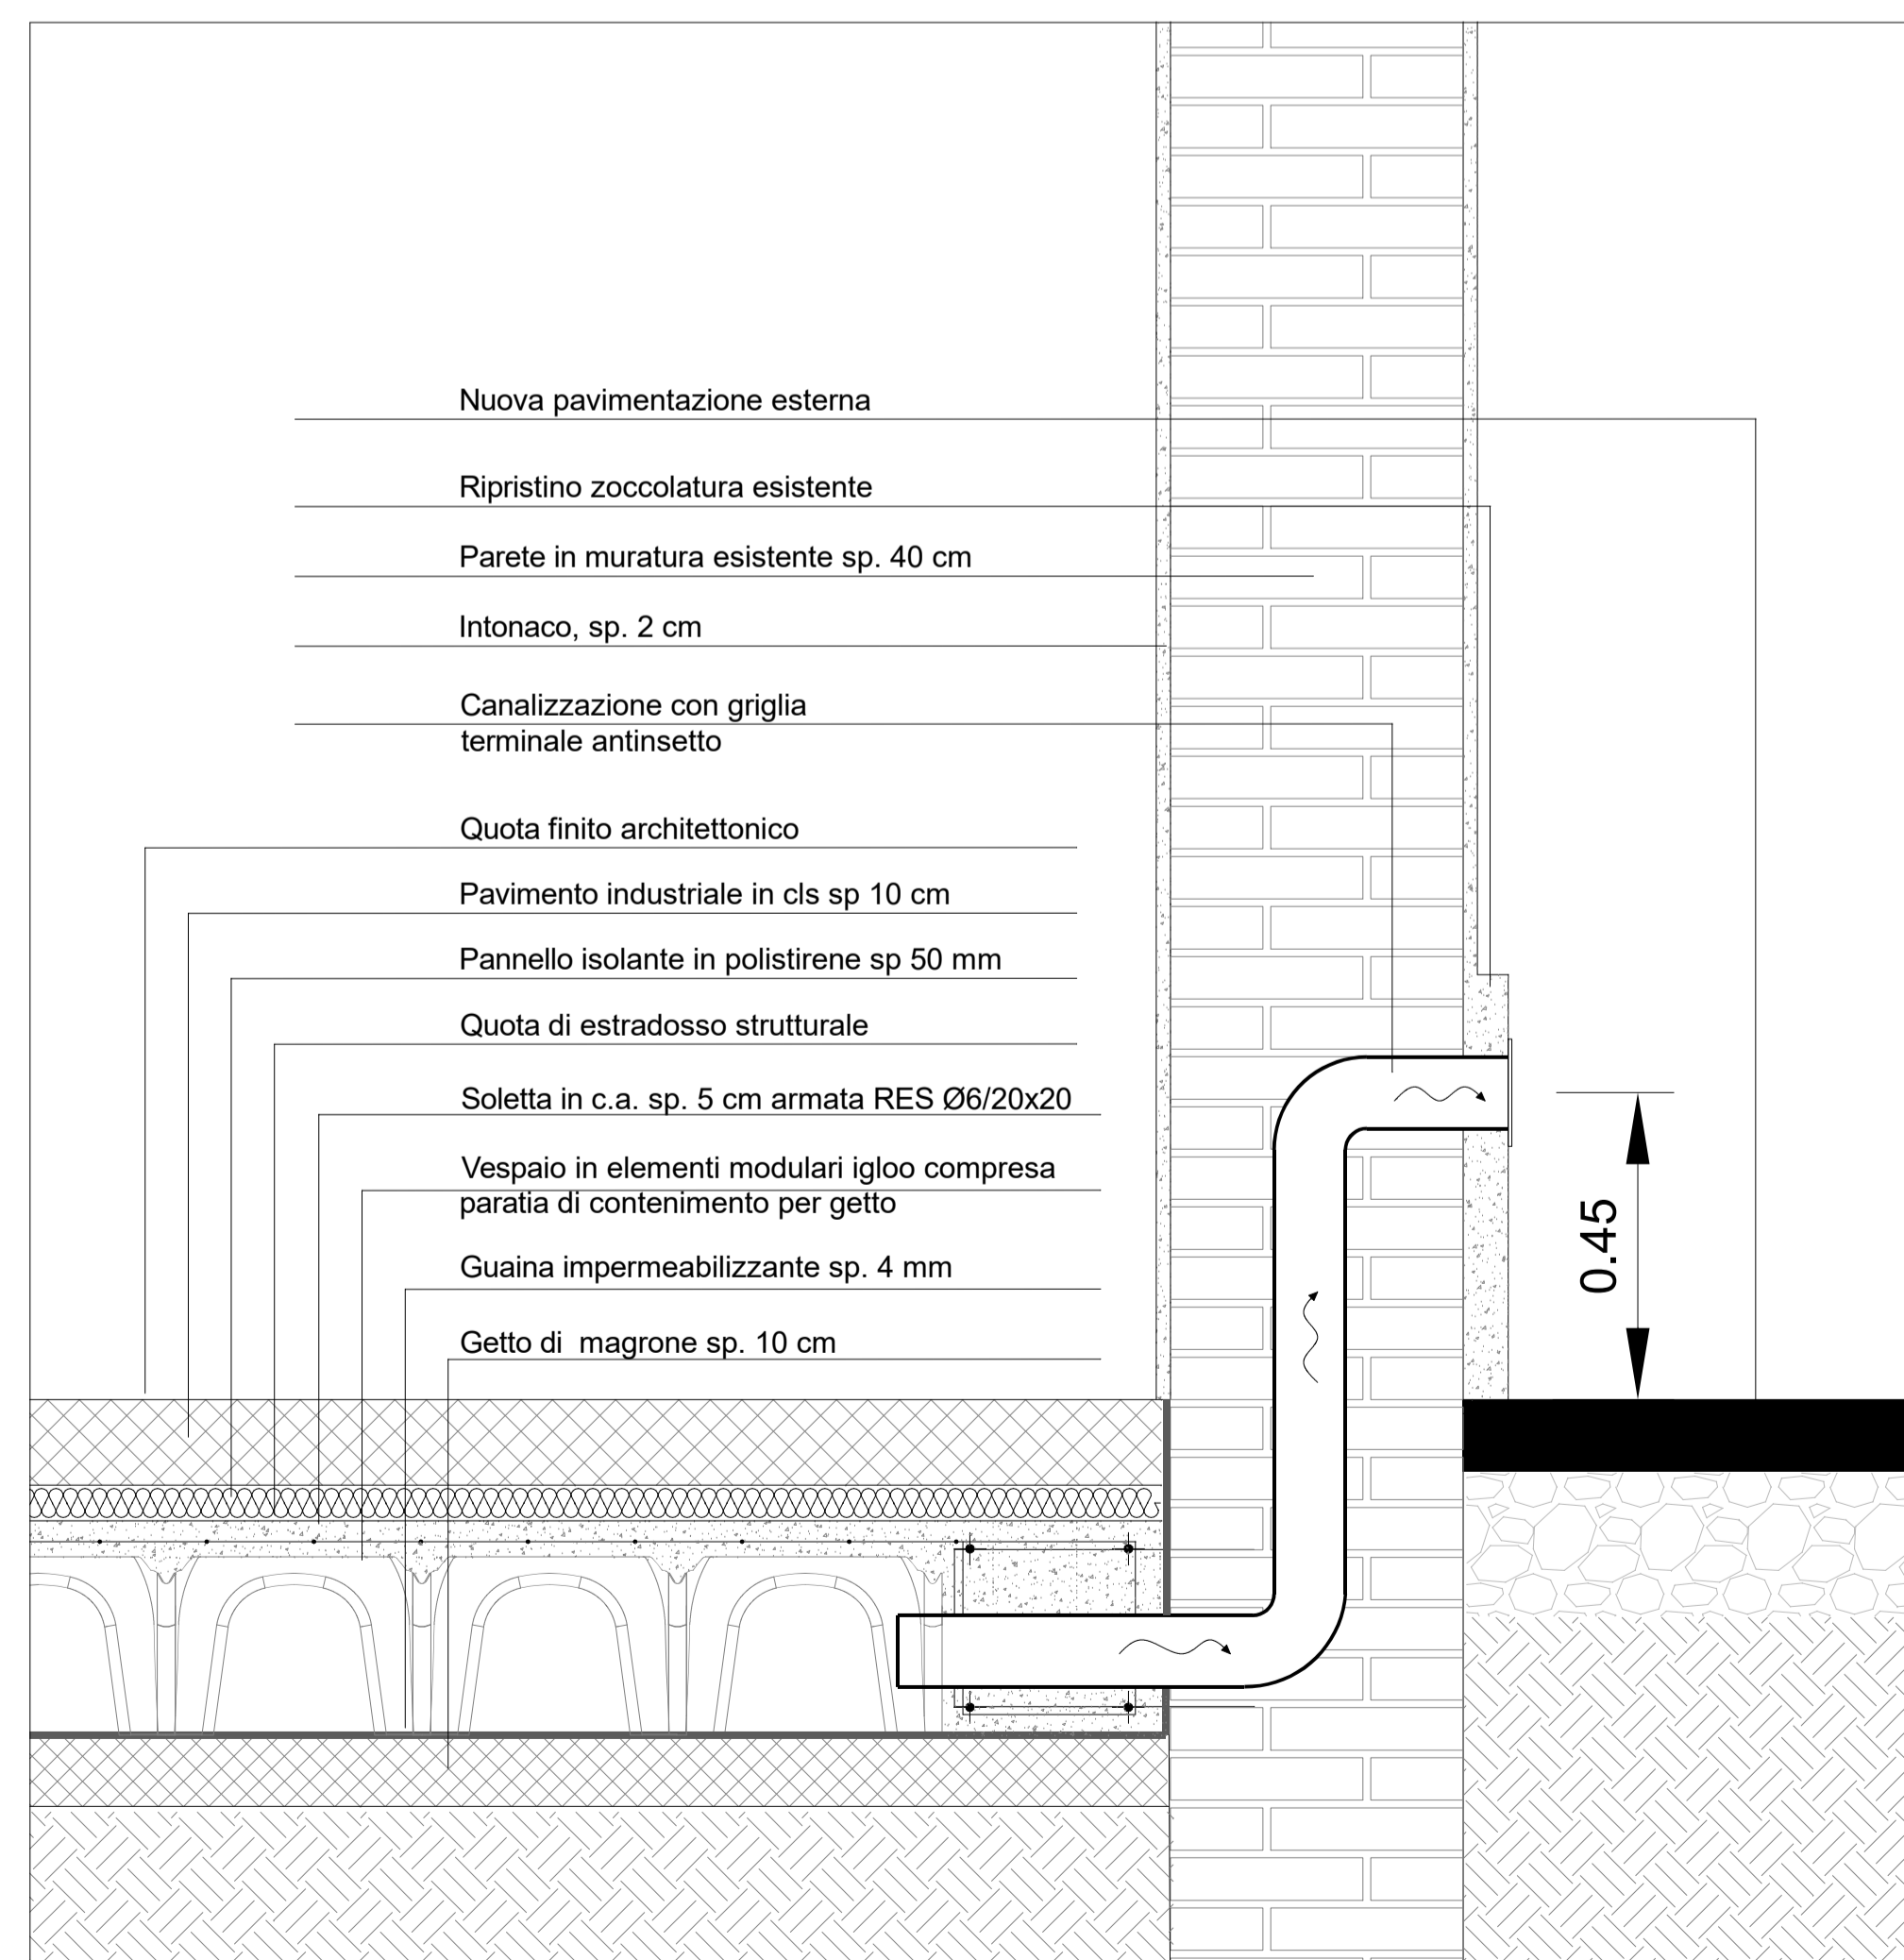 Nuova pavimentazione esterna
Ripristino zoccolatura esistente
Parete in muratura esistente sp. 40 cm
Intonaco, sp. 2 cm
Canalizzazione con griglia
terminale antinsetto
Quota finito architettonico
Pavimento industriale in cls sp 10 cm
Pannello isolante in polistirene sp 50 mm
Quota di estradosso strutturale
Soletta in c.a. sp. 5 cm armata RES Ø6/20x20
Vespaio in elementi modulari igloo compresa
paratia di contenimento per getto
Guaina impermeabilizzante sp. 4 mm
Getto di  magrone sp. 10 cm
0.45